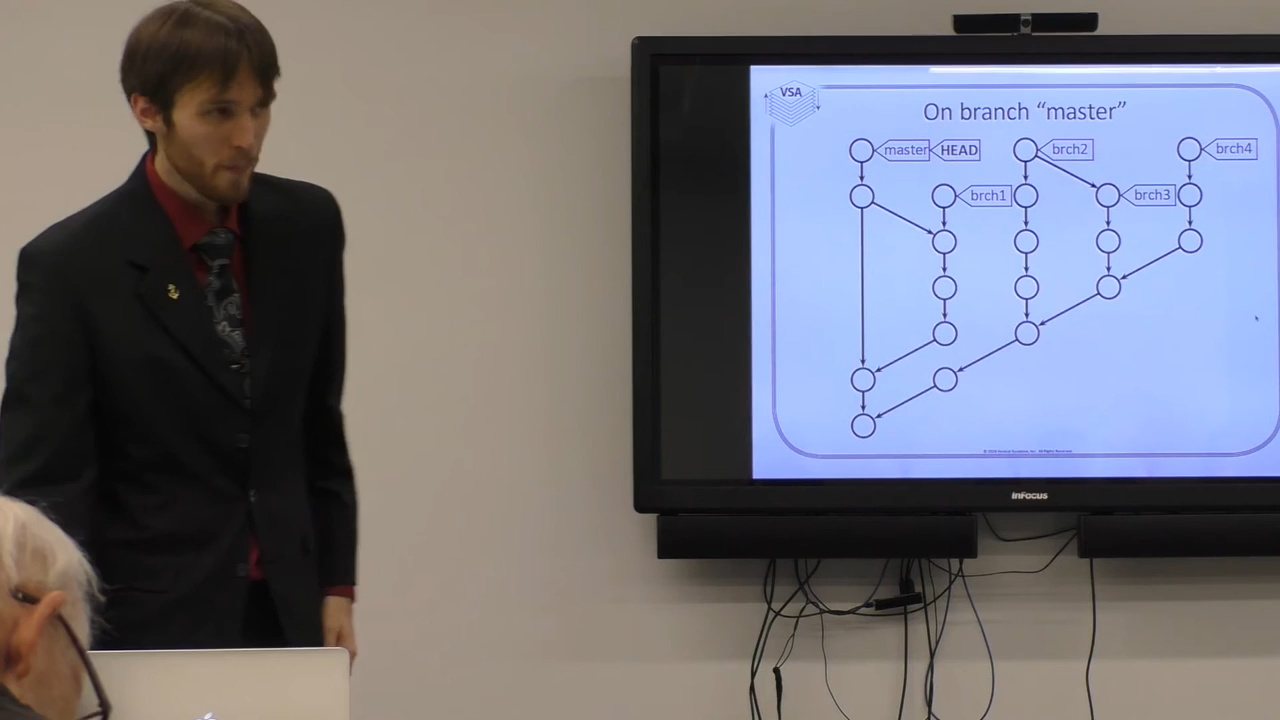 VSA
On branch “master”
master HEAD brch2 brch4
brch1 brch3
InFocus